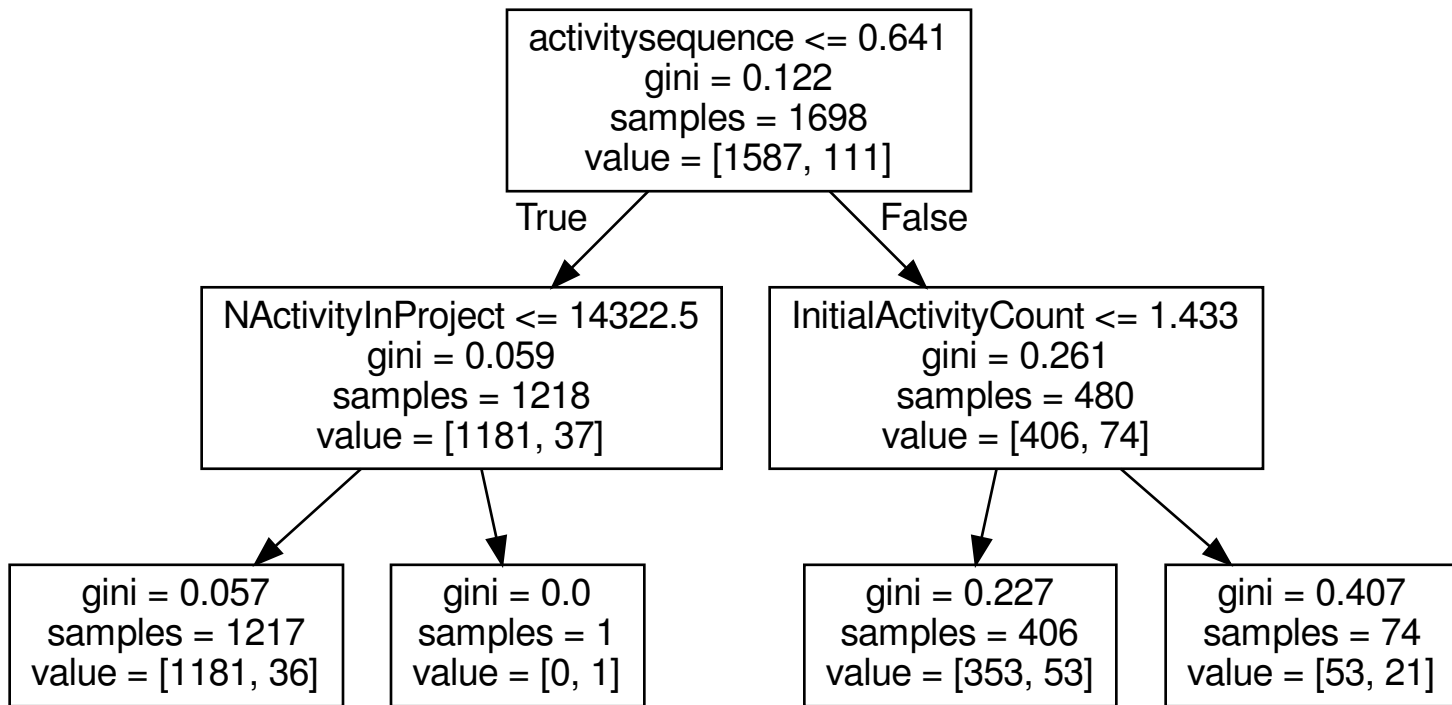 activitysequence <= 0.641
gini = 0.122
samples = 1698
value = [1587, 111]
True
False
NActivityInProject <= 14322.5
gini = 0.059
samples = 1218
value = [1181, 37]
InitialActivityCount <= 1.433
gini = 0.261
samples = 480
value = [406, 74]
gini = 0.057
samples = 1217
value = [1181, 36]
gini = 0.0
samples = 1
value = [0, 1]
gini = 0.227
samples = 406
value = [353, 53]
gini = 0.407
samples = 74
value = [53, 21]